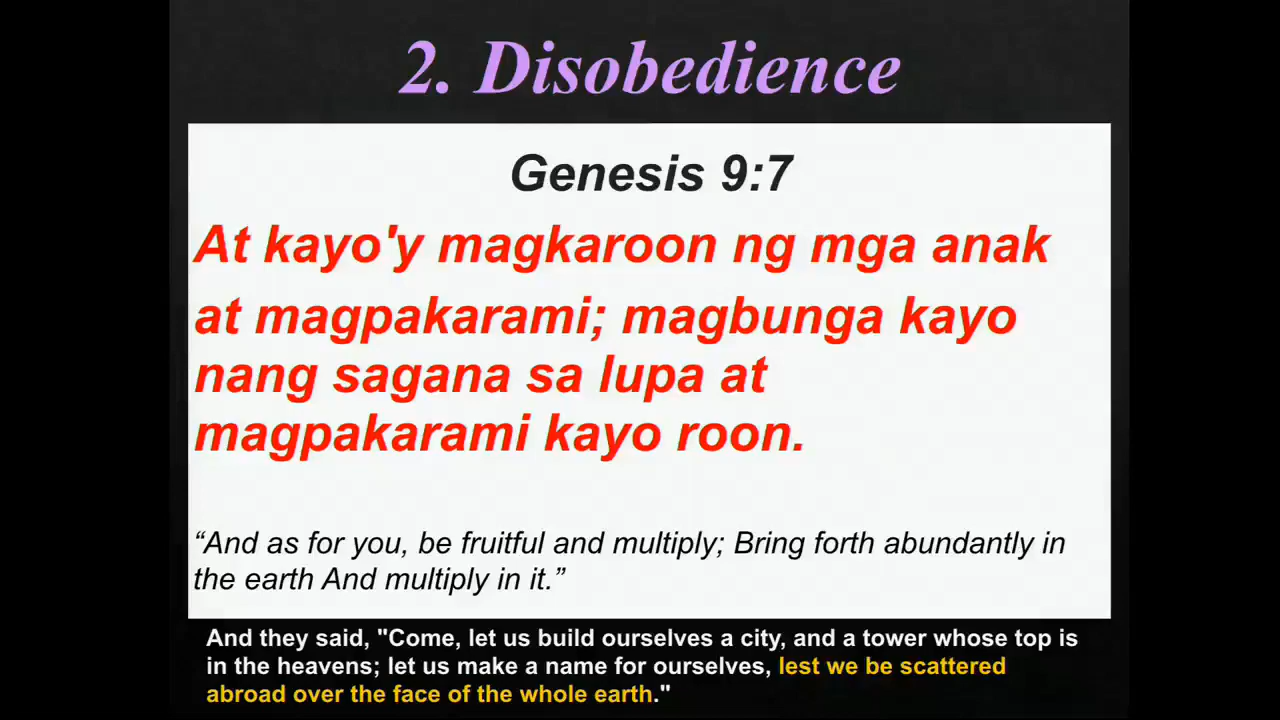 2. Disobedience
Genesis 9:7
At kayo'y magkaroon ng mga anak
at magpakarami; magbunga kayo
nang sagana sa lupa at
magpakarami kayo roon.
“And as for you, be fruitful and multiply; Bring forth abundantly in
the earth And multiply in it.”
And they said, "Come, let us build ourselves a city, and a tower whose top is
in the heavens; let us make a name for ourselves, lest we be scattered
abroad over the face of the whole earth."